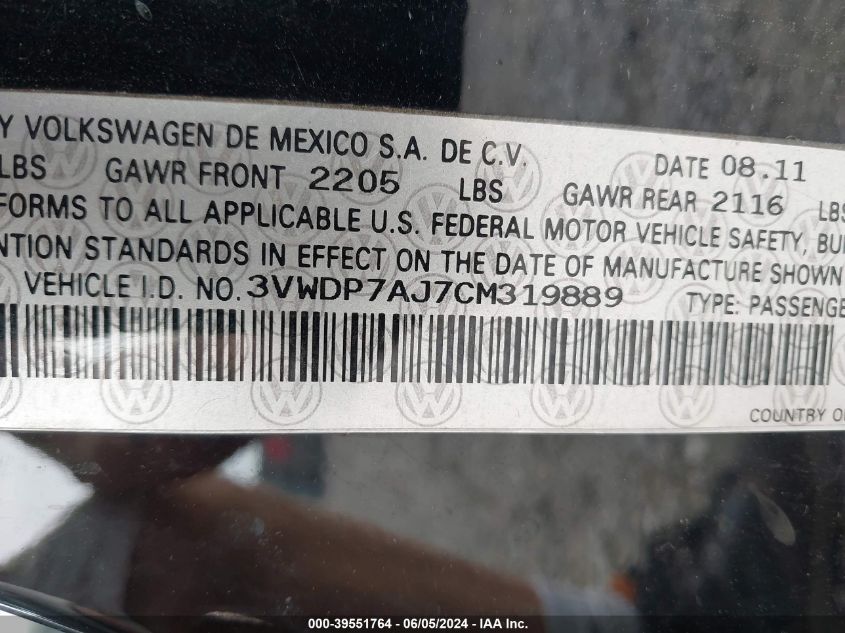 Y VOLKSWAGEN DE MEXICO S.A. DE C.V. DATE 08.11
LBS GAWR FRONT 2205 LBS GAWR REAR 2116 LBS
FORMS TO ALL APPLICABLE U.S. FEDERAL MOTOR VEHICLE SAFETY, BU
NTION STANDARDS IN EFFECT ON THE DATE OF MANUFACTURE SHOWN
VEHICLE I.D. NO. 3VWDP7AJ7CM319889 TYPE: PASSENGE
COUNTRY O
000-39551764 - 06/05/2024 - IAA Inc.